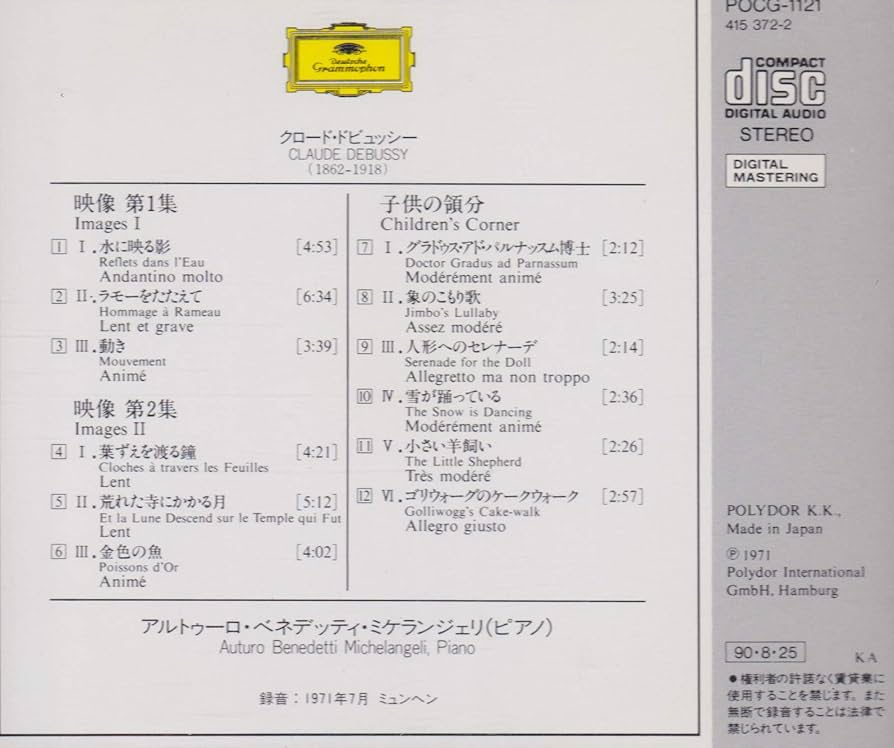 Deutsche
Grammophon
クロード・ドビュッシー
CLAUDE DEBUSSY
(1862-1918)
映像 第1集
Images I
1 I.水に映る影 [4:53]
Reflets dans l'Eau
Andantino molto
2 II.ラモーをたたえて [6:34]
Hommage à Rameau
Lent et grave
3 III.動き [3:39]
Mouvement
Animé
映像 第2集
Images II
4 I.葉ずえを渡る鐘 [4:21]
Cloches à travers les Feuilles
Lent
5 II.荒れた寺にかかる月 [5:12]
Et la Lune Descend sur le Temple qui Fut
Lent
6 III.金色の魚 [4:02]
Poissons d'Or
Animé
子供の領分
Children's Corner
7 I.グラドゥス・アド・パルナッスム博士 [2:12]
Doctor Gradus ad Parnassum
Modérément animé
8 II.象のこもり歌 [3:25]
Jimbo's Lullaby
Assez modéré
9 III.人形へのセレナーデ [2:14]
Serenade for the Doll
Allegretto ma non troppo
10 IV.雪が踊っている [2:36]
The Snow is Dancing
Modérément animé
11 V.小さい羊飼い [2:26]
The Little Shepherd
Très modéré
12 VI.ゴリウォーグのケークウォーク [2:57]
Golliwogg's Cake-walk
Allegro giusto
アルトゥーロ・ベネデッティ・ミケランジェリ(ピアノ)
Auturo Benedetti Michelangeli, Piano
録音:1971年7月 ミュンヘン
POCG-1121
415 372-2
COMPACT
disc
DIGITAL AUDIO
STEREO
DIGITAL
MASTERING
POLYDOR K.K.,
Made in Japan
℗ 1971
Polydor International
GmbH, Hamburg
90・8・25
KA
●権利者の許諾なく賃貸業に
使用することを禁じます。また
無断で録音することは法律で
禁じられています。